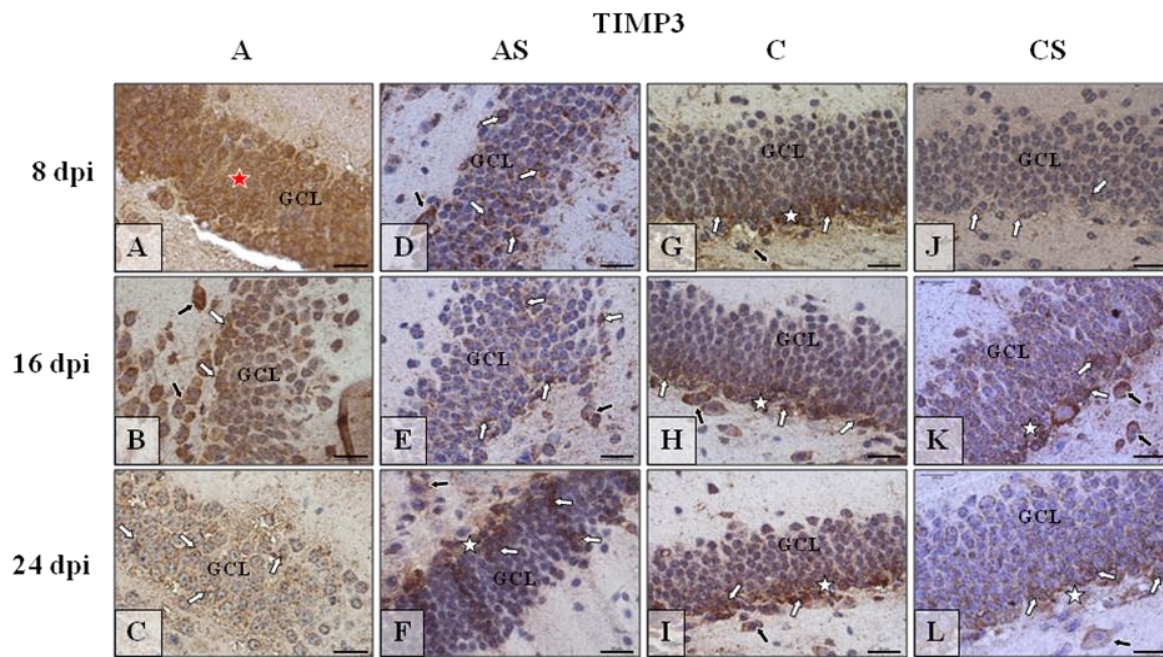 TIMP3
A AS C CS
8 dpi
GCL GCL GCL GCL
A D G J
16 dpi
GCL GCL GCL GCL
B E H K
24 dpi
GCL GCL GCL GCL
C F I L